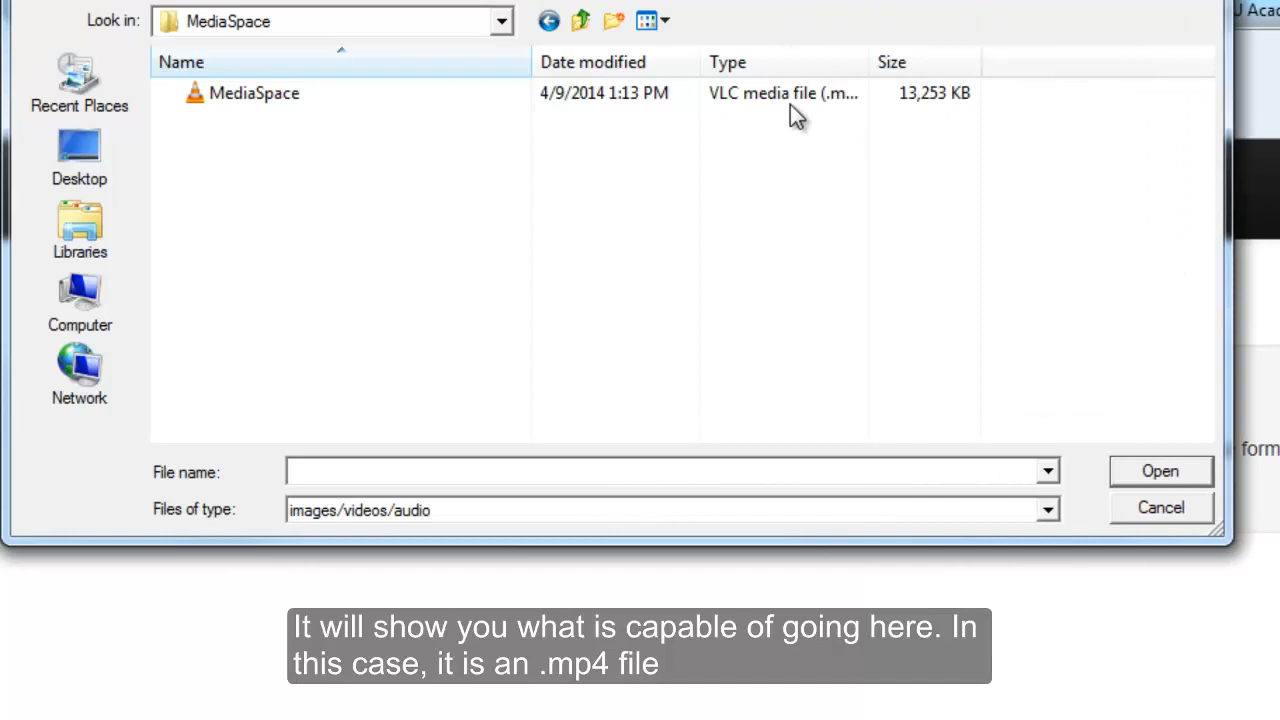 J Acad
Look in: MediaSpace
Name Date modified Type Size
MediaSpace 4/9/2014 1:13 PM VLC media file (.m... 13,253 KB
Recent Places
Desktop
Libraries
Computer
Network
form
File name: Open
Files of type: images/videos/audio Cancel
It will show you what is capable of going here. In
this case, it is an .mp4 file